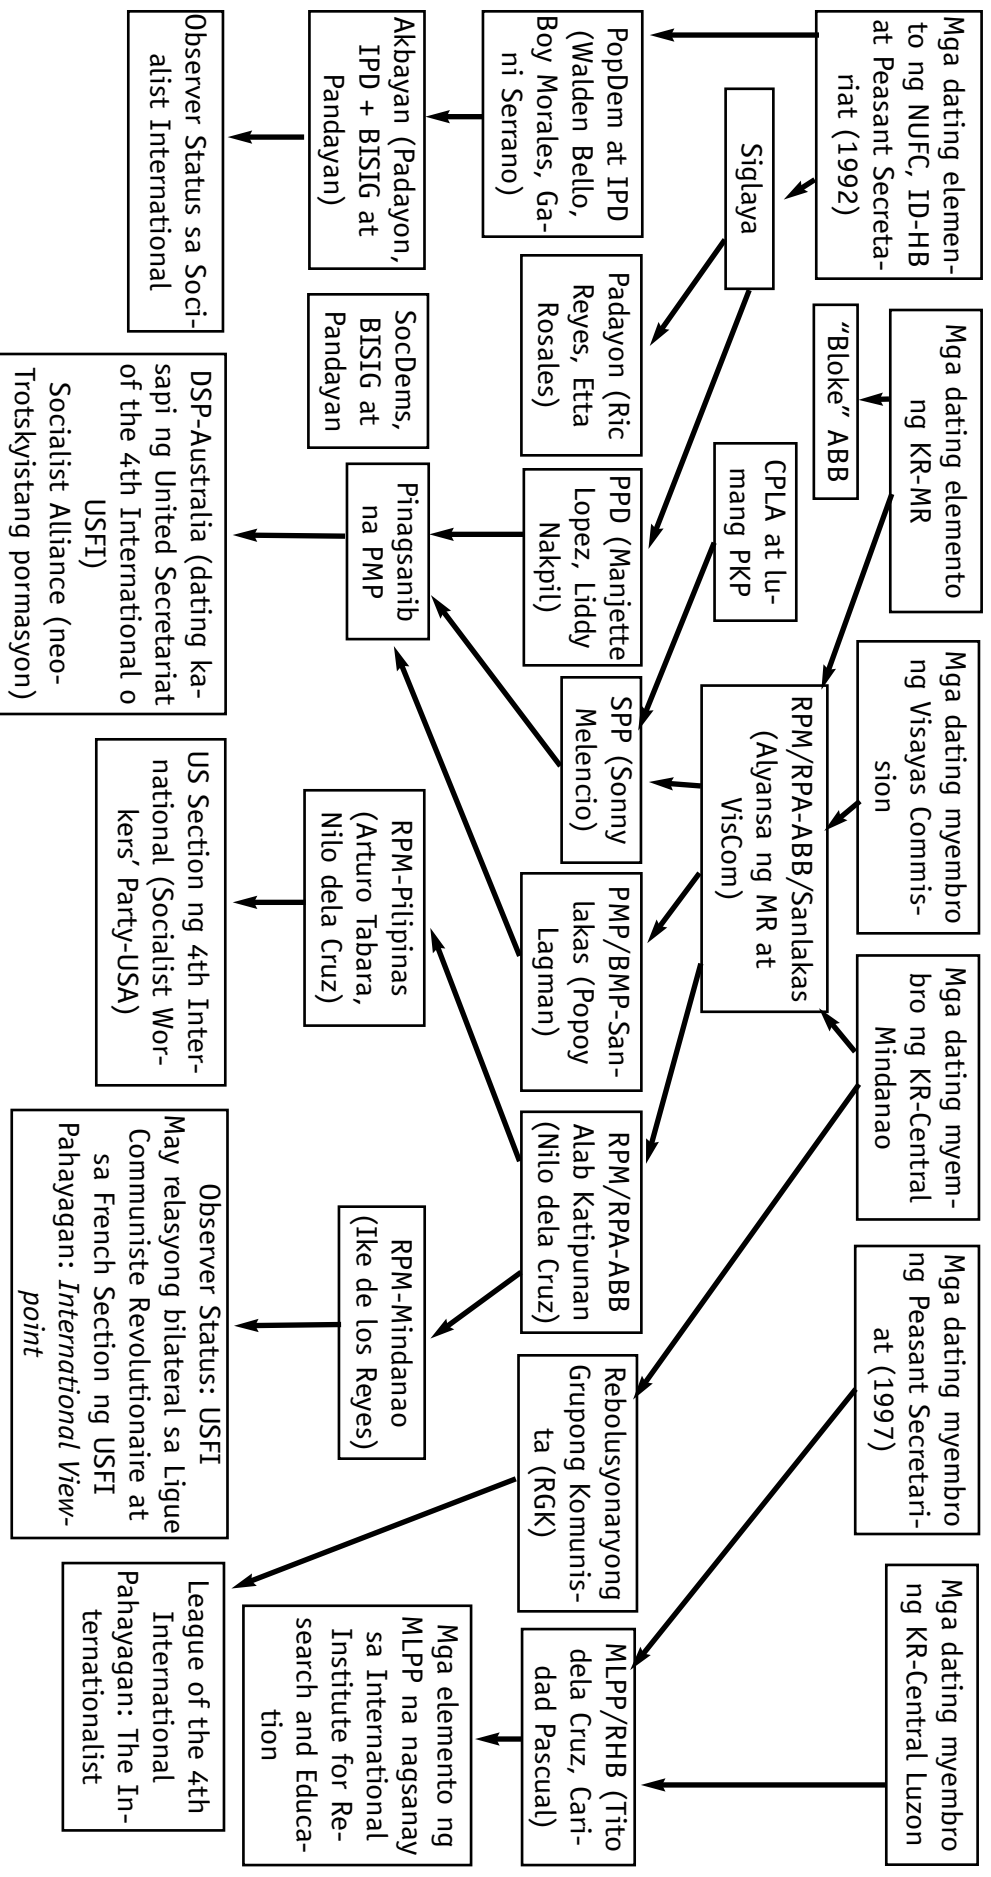 Mga dating elemen-
to ng NUFC, ID-HB
at Peasant Secreta-
riat (1992)
Mga dating elemento
ng KR-MR
Mga dating myembro
ng Visayas Commis-
sion
Mga dating myem-
bro ng KR-Central
Mindanao
Mga dating myembro
ng Peasant Secretari-
at (1997)
Mga dating myembro
ng KR-Central Luzon
Siglaya
“Bloke” ABB
CPLA at lu-
mang PKP
RPM/RPA-ABB/Sanlakas
(Alyansa ng MR at
VisCom)
PopDem at IPD
(Walden Bello,
Boy Morales, Ga-
ni Serrano)
Padayon (Ric
Reyes, Etta
Rosales)
PPD (Manjette
Lopez, Liddy
Nakpil)
SPP (Sonny
Melencio)
PMP/BMP-San-
lakas (Popoy
Lagman)
RPM/RPA-ABB
Alab Katipunan
(Nilo dela Cruz)
Rebolusyonaryong
Grupong Komunis-
ta (RGK)
MLPP/RHB (Tito
dela Cruz, Cari-
dad Pascual)
Akbayan (Padayon,
IPD + BISIG at
Pandayan)
SocDems,
BISIG at
Pandayan
Pinagsanib
na PMP
RPM-Pilipinas
(Arturo Tabara,
Nilo dela Cruz)
RPM-Mindanao
(Ike de los Reyes)
Mga elemento ng
MLPP na nagsanay
sa International
Institute for Re-
search and Educa-
tion
Observer Status sa Soci-
alist International
DSP-Australia (dating ka-
sapi ng United Secretariat
of the 4th International o
USFI)
Socialist Alliance (neo-
Trotskyistang pormasyon)
US Section ng 4th Inter-
national (Socialist Wor-
kers’ Party-USA)
Observer Status: USFI
May relasyong bilateral sa Ligue
Communiste Revolutionaire at
sa French Section ng USFI
Pahayagan: International View-
point
League of the 4th
International
Pahayagan: The In-
ternationalist